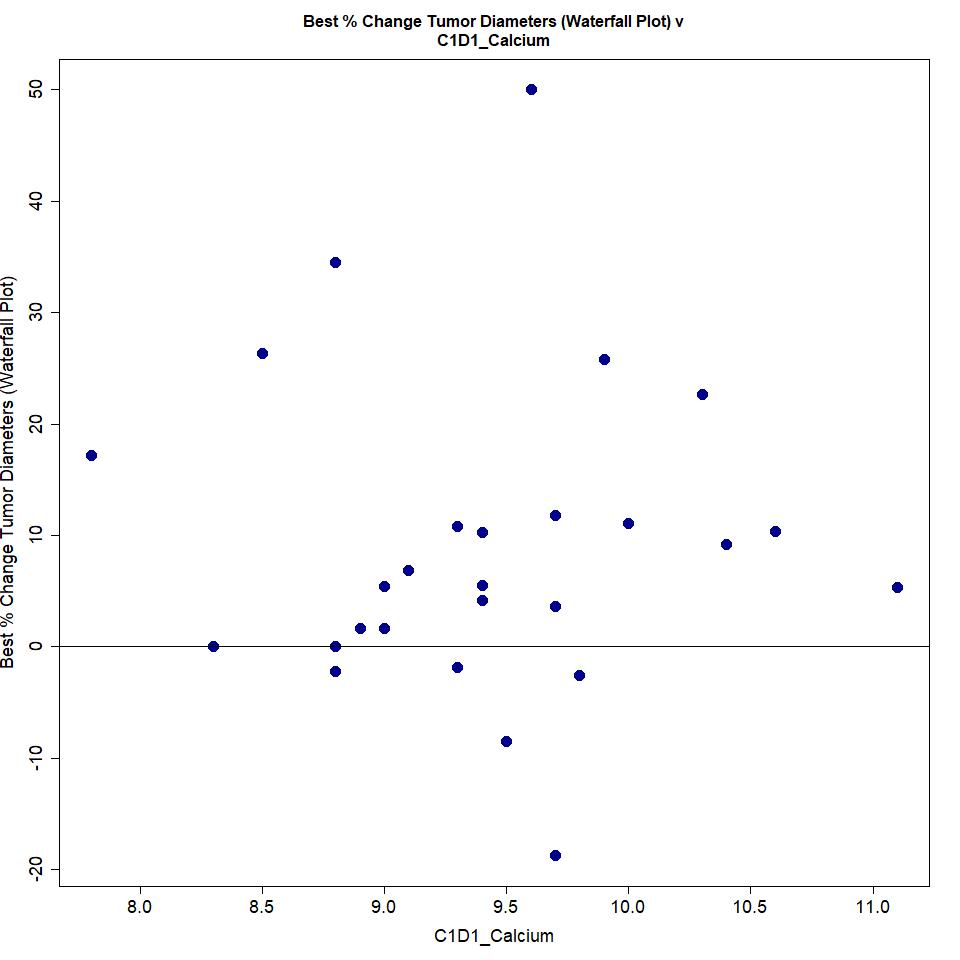 Best % Change Tumor Diameters (Waterfall Plot) v
C1D1_Calcium
Best % Change Tumor Diameters (Waterfall Plot)
50
40
30
20
10
0
-10
-20
8.0 8.5 9.0 9.5 10.0 10.5 11.0
C1D1_Calcium